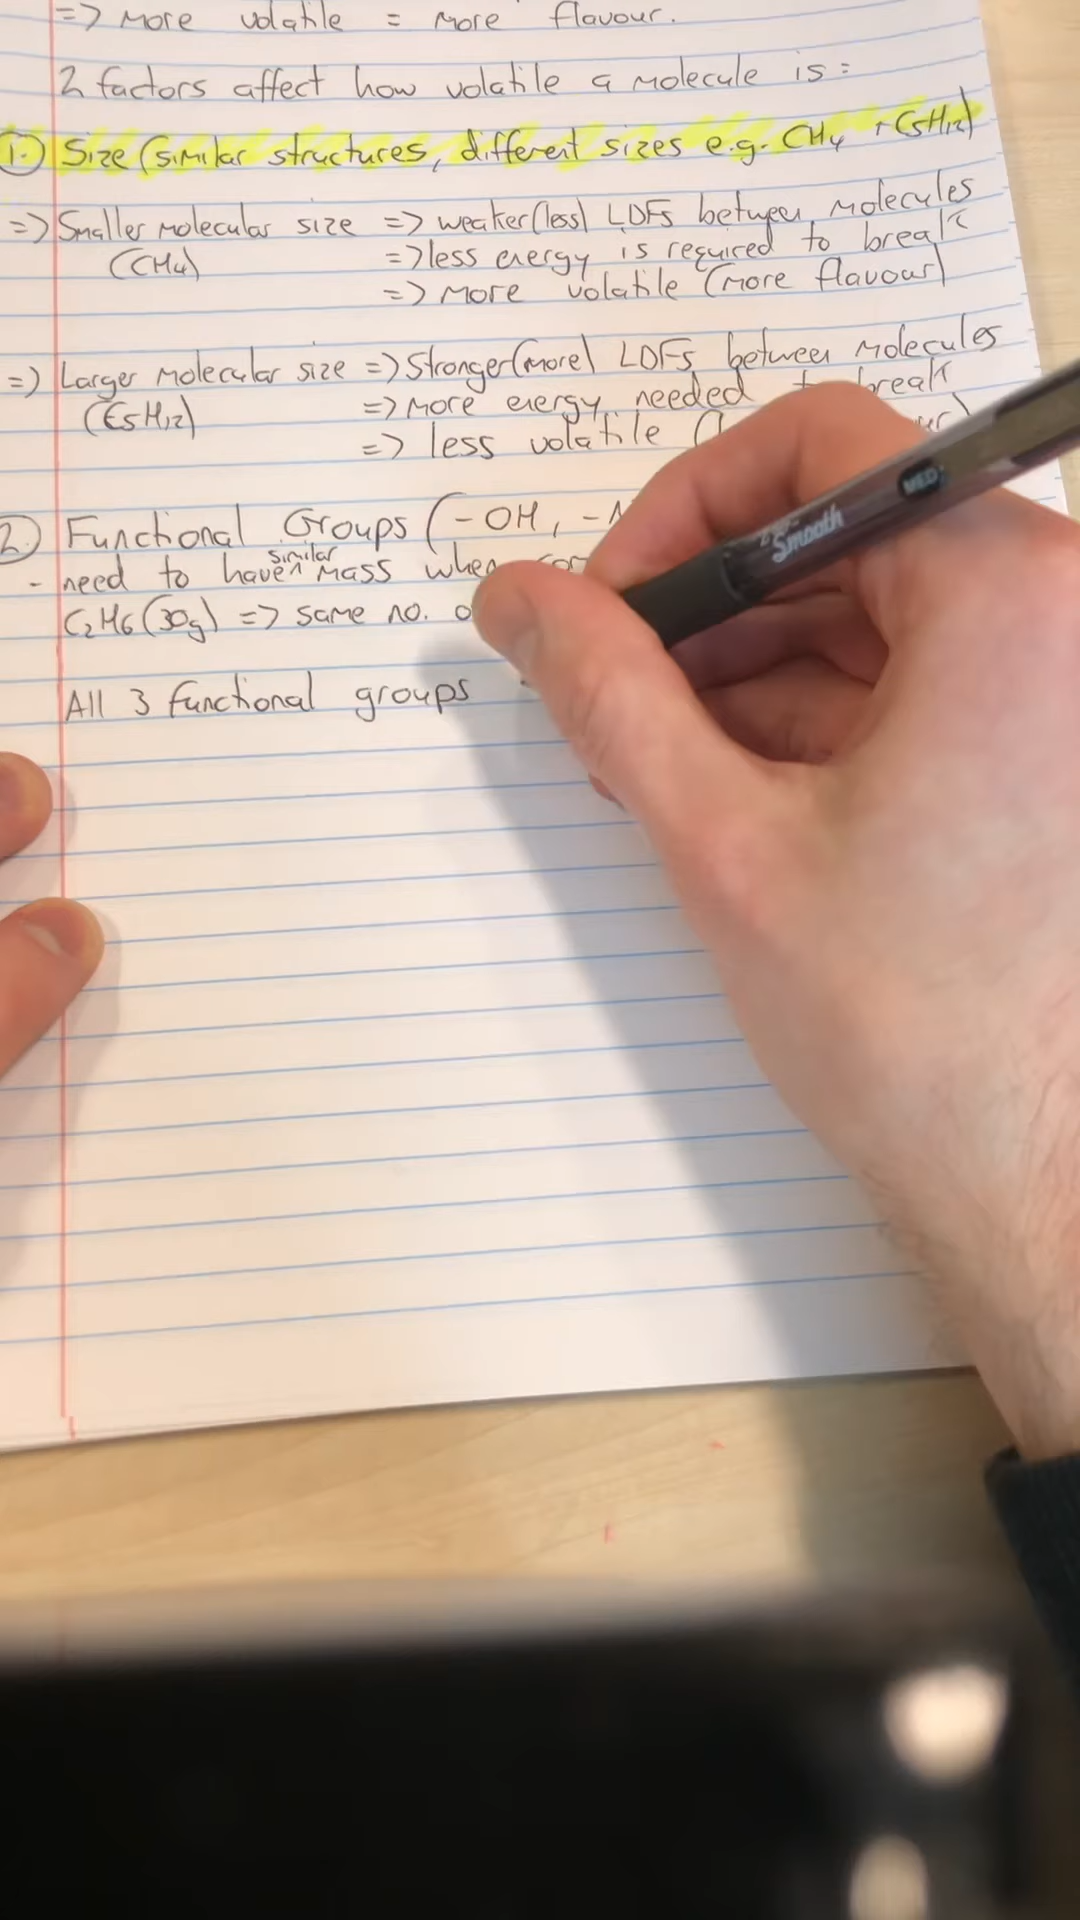 => More volatile = more flavour.
2 factors affect how volatile a molecule is:
1.) Size (similar structures, different sizes e.g. CH4 + C5H12)
=> Smaller molecular size => weaker (less) LDFs between molecules
(CH4) => less energy is required to break
=> more volatile (more flavour)
=> Larger molecular size => Stronger (more) LDFs between molecules
(C5H12) => more energy needed break
=> less volatile (
2) Functional Groups (-OH, -
- need to have similar mass when
C2H6 (30g) => same no.
All 3 functional groups
Smooth
MED.